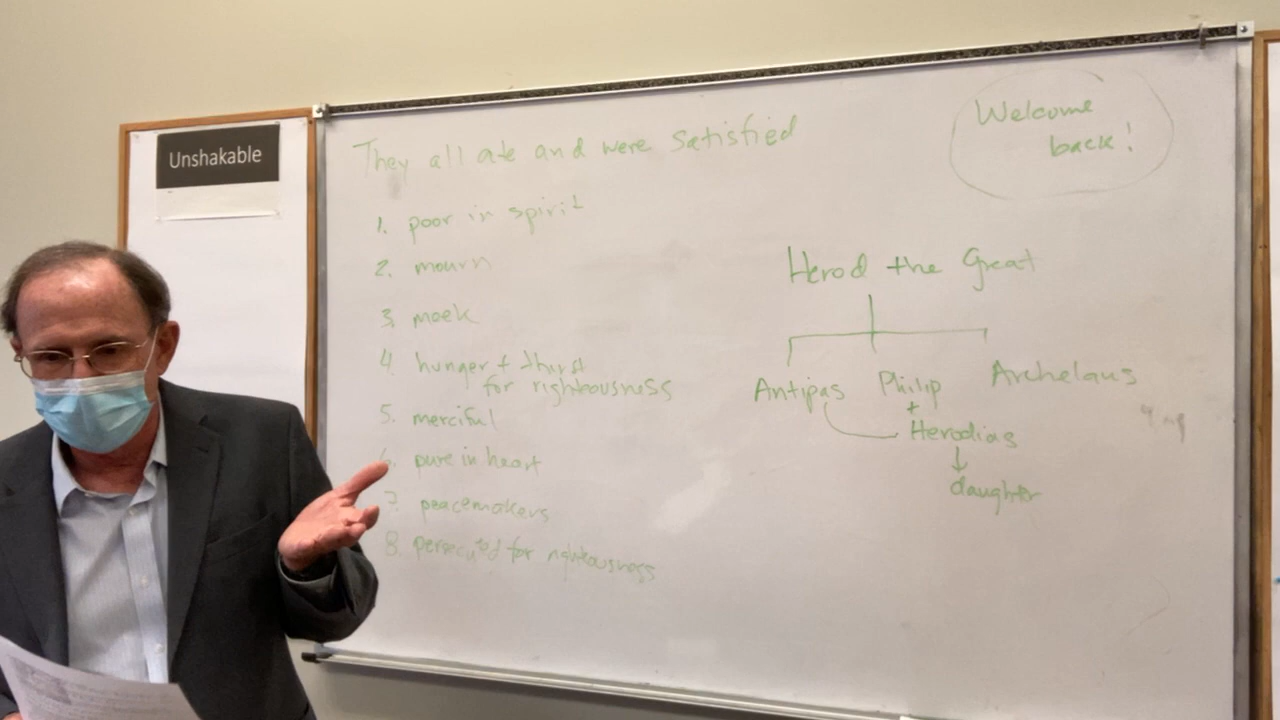 Unshakable
They all ate and were satisfied
Welcome
back!
1. poor in spirit
2. mourn
3. meek
4. hunger + thirst
for righteousness
5. merciful
6. pure in heart
7. peacemakers
8. persecuted for righteousness
Herod the Great
Antipas Philip Archelaus
+
Herodias
daughter